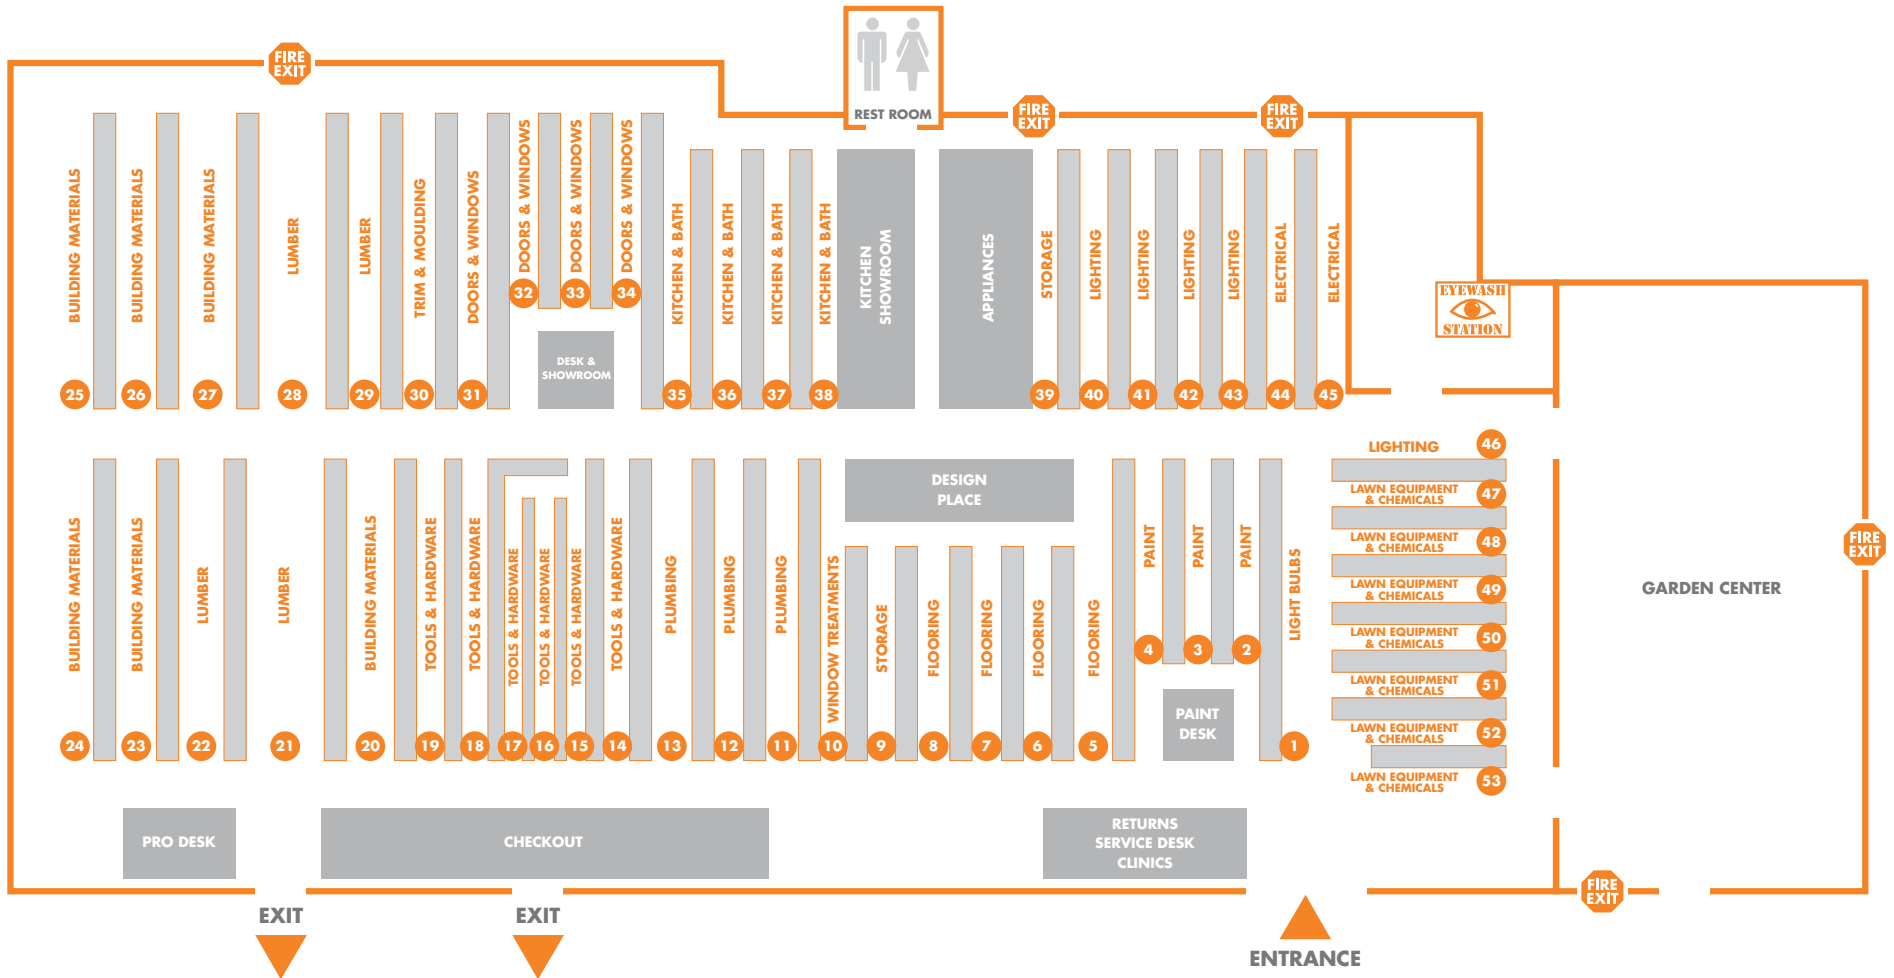 FIRE
EXIT
REST ROOM
FIRE
EXIT
FIRE
EXIT
BUILDING MATERIALS
BUILDING MATERIALS
BUILDING MATERIALS
LUMBER
LUMBER
TRIM & MOULDING
DOORS & WINDOWS
DOORS & WINDOWS
DOORS & WINDOWS
DOORS & WINDOWS
KITCHEN & BATH
KITCHEN & BATH
KITCHEN & BATH
KITCHEN & BATH
KITCHEN
SHOWROOM
APPLIANCES
STORAGE
LIGHTING
LIGHTING
LIGHTING
LIGHTING
ELECTRICAL
ELECTRICAL
32
33
34
DESK &
SHOWROOM
EYEWASH
STATION
25
26
27
28
29
30
31
35
36
37
38
39
40
41
42
43
44
45
LIGHTING
46
LAWN EQUIPMENT
& CHEMICALS
47
LAWN EQUIPMENT
& CHEMICALS
48
LAWN EQUIPMENT
& CHEMICALS
49
LAWN EQUIPMENT
& CHEMICALS
50
LAWN EQUIPMENT
& CHEMICALS
51
LAWN EQUIPMENT
& CHEMICALS
52
LAWN EQUIPMENT
& CHEMICALS
53
GARDEN CENTER
FIRE
EXIT
DESIGN
PLACE
BUILDING MATERIALS
BUILDING MATERIALS
LUMBER
LUMBER
BUILDING MATERIALS
TOOLS & HARDWARE
TOOLS & HARDWARE
TOOLS & HARDWARE
TOOLS & HARDWARE
TOOLS & HARDWARE
TOOLS & HARDWARE
PLUMBING
PLUMBING
PLUMBING
WINDOW TREATMENTS
STORAGE
FLOORING
FLOORING
FLOORING
FLOORING
PAINT
PAINT
PAINT
LIGHT BULBS
4
3
2
PAINT
DESK
24
23
22
21
20
19
18
17
16
15
14
13
12
11
10
9
8
7
6
5
1
PRO DESK
CHECKOUT
RETURNS
SERVICE DESK
CLINICS
FIRE
EXIT
EXIT
EXIT
ENTRANCE